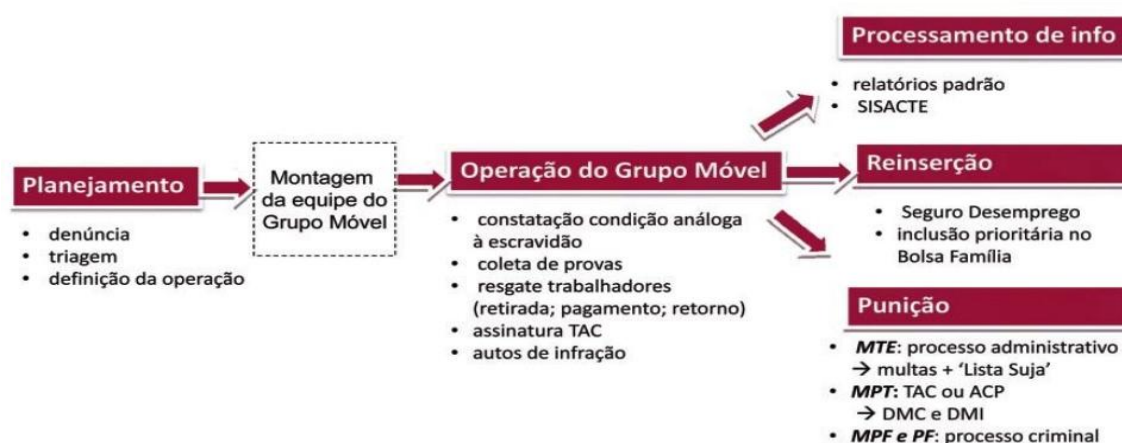 Planejamento
• denúncia
• triagem
• definição da operação
Montagem
da equipe do
Grupo Móvel
Operação do Grupo Móvel
• constatação condição análoga
à escravidão
• coleta de provas
• resgate trabalhadores
(retirada; pagamento; retorno)
• assinatura TAC
• autos de infração
Processamento de info
• relatórios padrão
• SISACTE
Reinserção
• Seguro Desemprego
• inclusão prioritária no
Bolsa Família
Punição
• MTE: processo administrativo
→ multas + ‘Lista Suja’
• MPT: TAC ou ACP
→ DMC e DMI
• MPF e PF: processo criminal